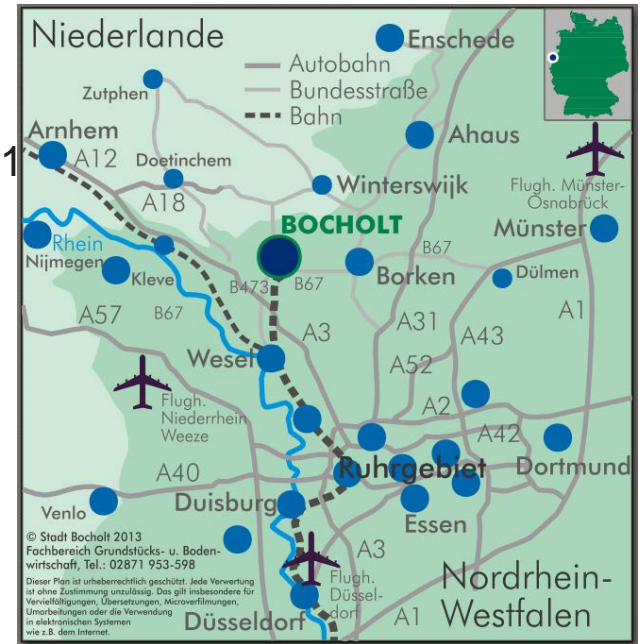 Niederlande
Enschede
Autobahn
Bundesstraße
Bahn
Zutphen
Ahaus
1
Arnhem
A12
Doetinchem
A18
Winterswijk
Flugh. Münster-
Osnabrück
Münster
BOCHOLT
Rhein
Nijmegen
Kleve
B67
Borken
Dülmen
B473
B67
A57
B67
A3
A31
A43
A1
Wesel
A52
Flugh.
Niederrhein
Weeze
A2
A42
A40
Ruhrgebiet
Dortmund
Venlo
Duisburg
Essen
© Stadt Bocholt 2013
Fachbereich Grundstücks- u. Boden-
wirtschaft, Tel.: 02871 953-598
Dieser Plan ist urheberrechtlich geschützt. Jede Verwertung
ist ohne Zustimmung unzulässig. Das gilt insbesondere für
Vervielfältigungen, Übersetzungen, Microverfilmungen,
Umarbeitungen oder die Verwendung
in elektronischen Systemen
wie z.B. dem Internet.
A3
Flugh.
Düssel-
dorf
Düsseldorf
A1
Nordrhein-
Westfalen